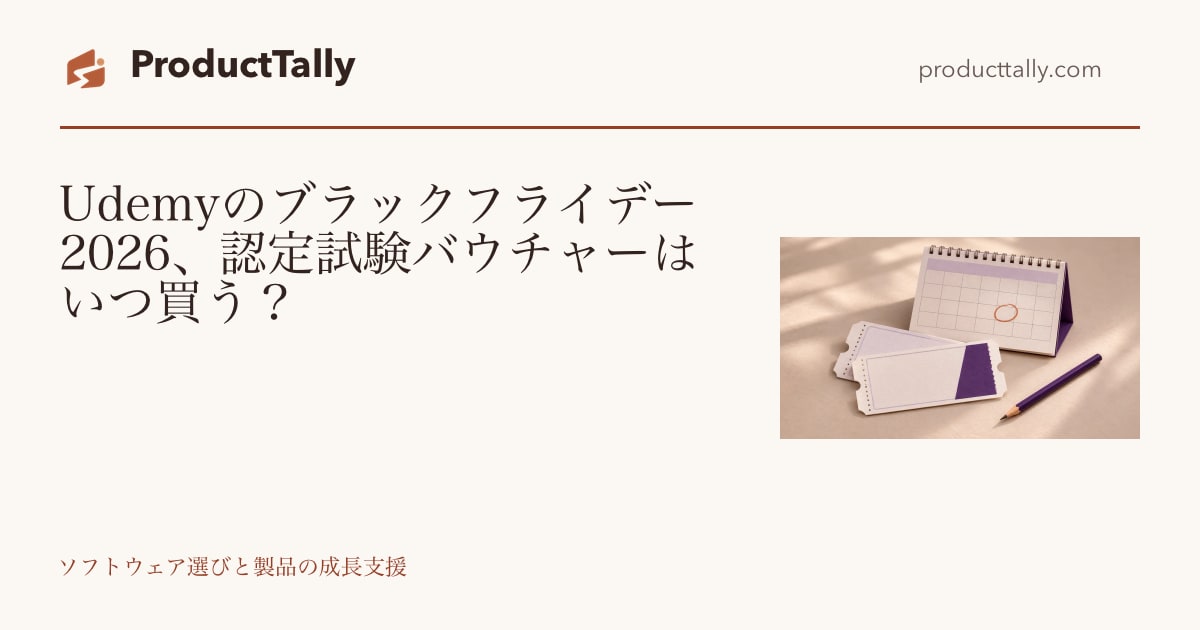 ProductTally
producttally.com
Udemyのブラックフライデー
2026、認定試験バウチャーは
いつ買う？
ソフトウェア選びと製品の成長支援